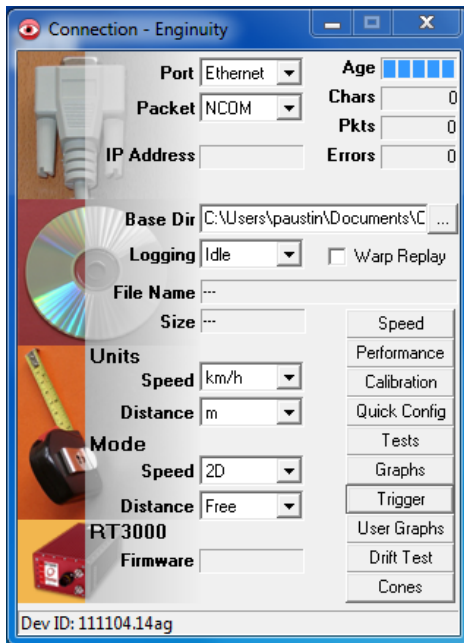 Connection - Enginuity
Port Ethernet Age
Packet NCOM Chars 0
Pkts 0
IP Address Errors 0
Base Dir C:\Users\paustin\Documents\C ...
Logging Idle Warp Replay
File Name ---
Size --- Speed
Units Performance
Speed km/h Calibration
Distance m Quick Config
Mode Tests
Speed 2D Graphs
Distance Free Trigger
RT3000 User Graphs
Firmware Drift Test
Cones
Dev ID: 111104.14ag